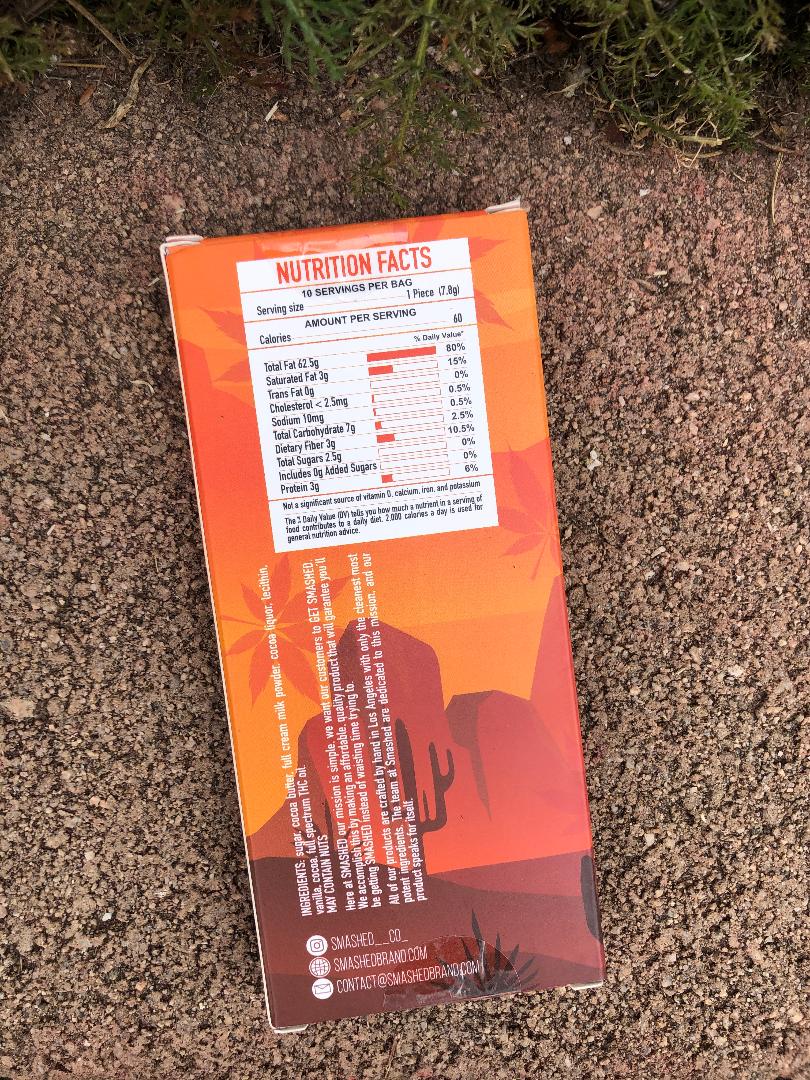 NUTRITION FACTS
10 SERVINGS PER BAG
Serving size 1 Piece (7.8g)
AMOUNT PER SERVING
Calories 60
% Daily Value*
Total Fat 62.5g 80%
Saturated Fat 3g 15%
Trans Fat 0g 0%
Cholesterol < 2.5mg 0.5%
Sodium 10mg 0.5%
Total Carbohydrate 7g 2.5%
Dietary Fiber 3g 10.5%
Total Sugars 2.5g 0%
Includes 0g Added Sugars 0%
Protein 3g 6%
Not a significant source of vitamin D, calcium, iron, and potassium
The % Daily Value (DV) tells you how much a nutrient in a serving of
food contributes to a daily diet. 2,000 calories a day is used for
general nutrition advice.
INGREDIENTS: sugar, cocoa butter, full cream milk powder, cocoa liquor, lecithin,
vanilla, cocoa, full spectrum THC oil.
MAY CONTAIN NUTS
Here at SMASHED our mission is simple, we want our customers to GET SMASHED
We accomplish this by making an affordable, quality product that will garantee you'll
be getting SMASHED instead of waisting time trying to.
All of our products are crafted by hand in Los Angeles with only the cleanest most
potent ingredients. The team at Smashed are dedicated to this mission, and our
product speaks for itself.
SMASHED__CO_
SMASHEDBRAND.COM
CONTACT@SMASHEDBRAND.COM